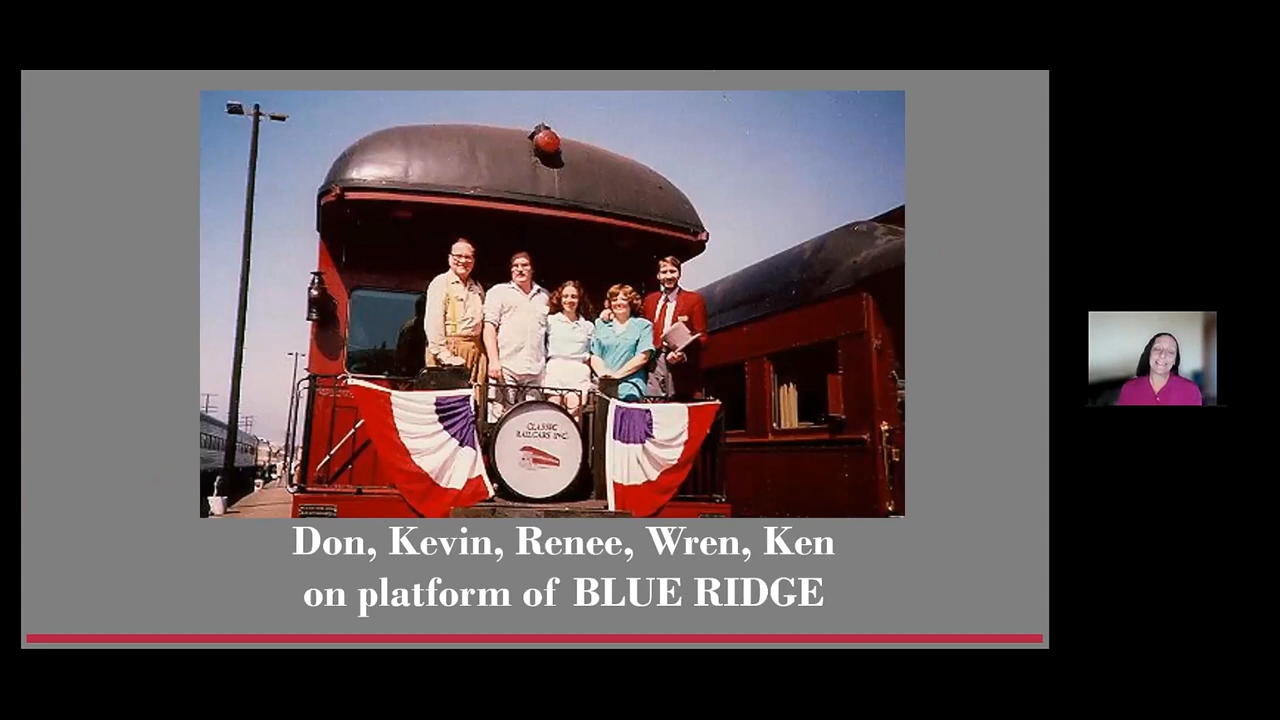 CLASSIC
RAILCARS INC.
Don, Kevin, Renee, Wren, Ken
on platform of BLUE RIDGE